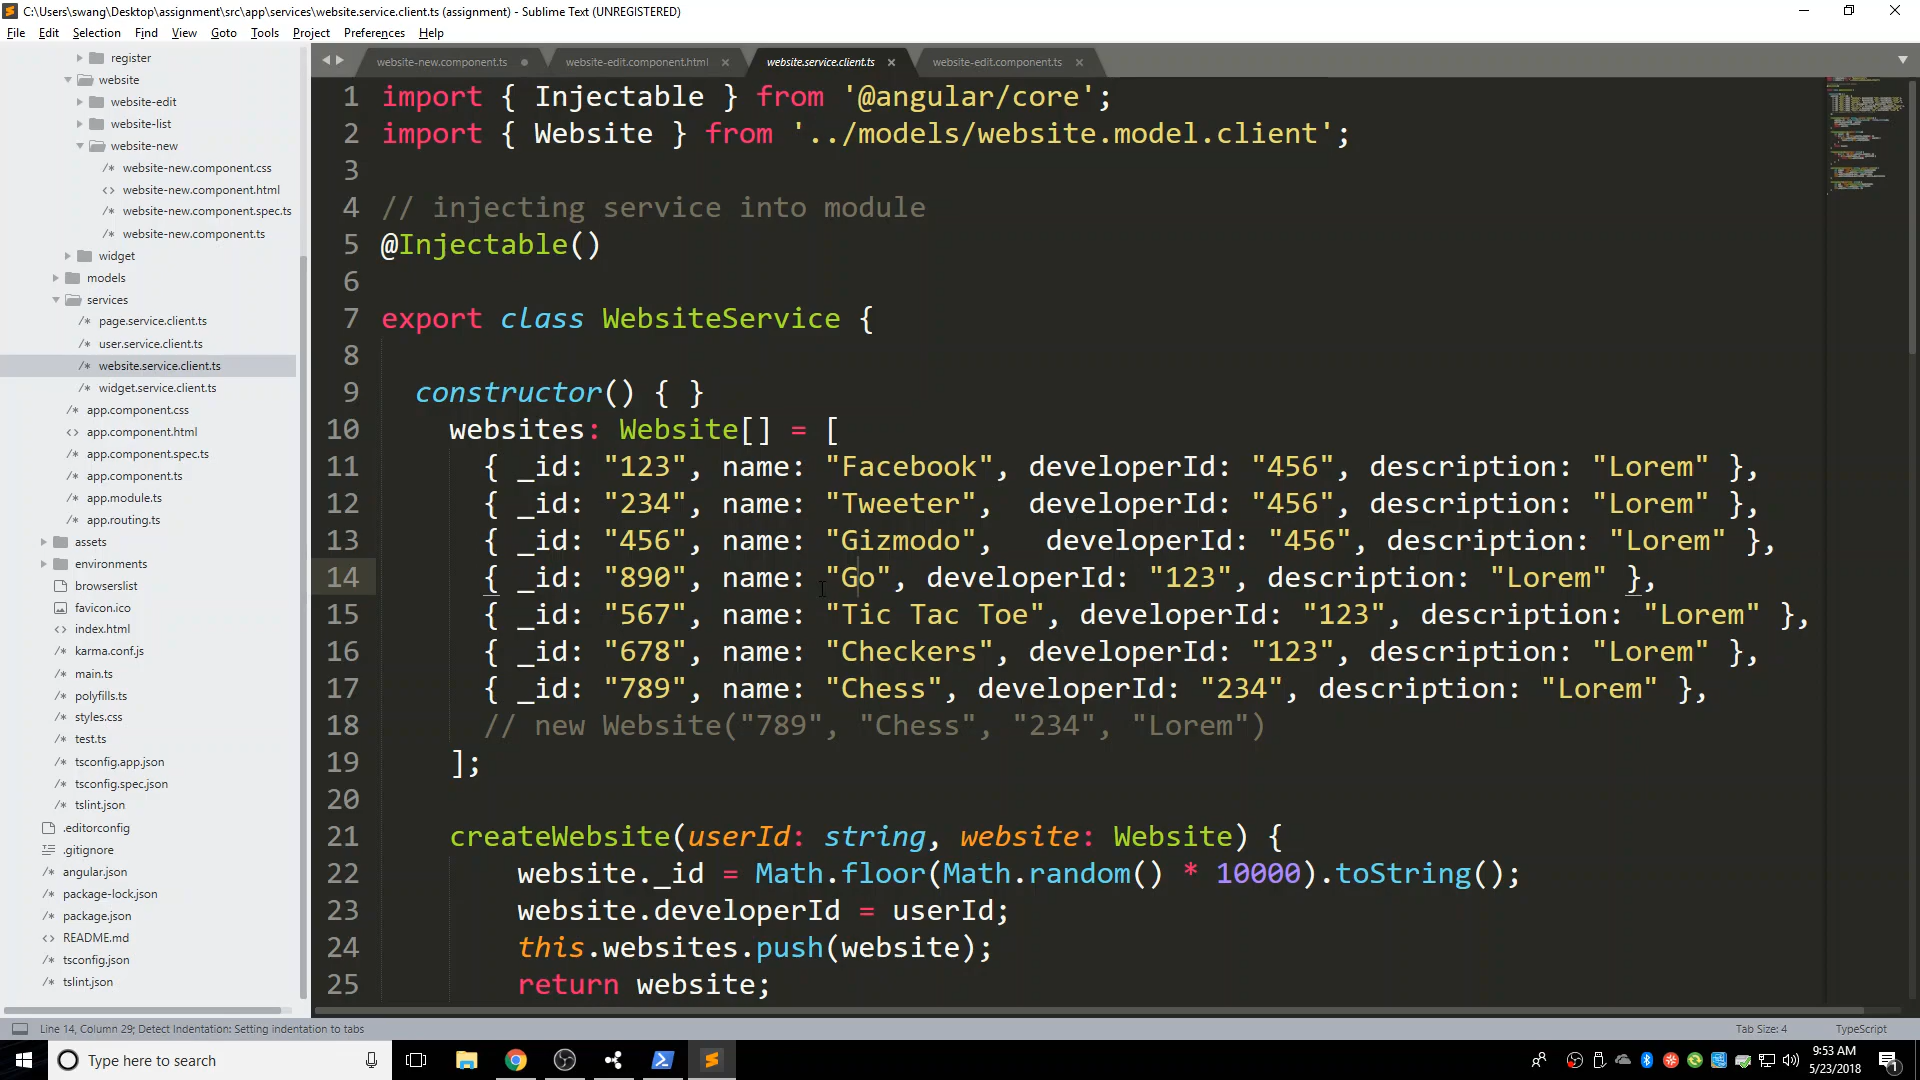 C:\Users\swang\Desktop\assignment\src\app\services\website.service.client.ts (assignment) - Sublime Text (UNREGISTERED)
File Edit Selection Find View Goto Tools Project Preferences Help
register
website
website-edit
website-list
website-new
website-new.component.css
website-new.component.html
website-new.component.spec.ts
website-new.component.ts
widget
models
services
page.service.client.ts
user.service.client.ts
website.service.client.ts
widget.service.client.ts
app.component.css
app.component.html
app.component.spec.ts
app.component.ts
app.module.ts
app.routing.ts
assets
environments
browserslist
favicon.ico
index.html
karma.conf.js
main.ts
polyfills.ts
styles.css
test.ts
tsconfig.app.json
tsconfig.spec.json
tslint.json
.editorconfig
.gitignore
angular.json
package-lock.json
package.json
README.md
tsconfig.json
tslint.json
website-new.component.ts website-edit.component.html website.service.client.ts website-edit.component.ts
1 import { Injectable } from '@angular/core';
2 import { Website } from '../models/website.model.client';
3
4 // injecting service into module
5 @Injectable()
6
7 export class WebsiteService {
8
9 constructor() { }
10 websites: Website[] = [
11 { _id: "123", name: "Facebook", developerId: "456", description: "Lorem" },
12 { _id: "234", name: "Tweeter", developerId: "456", description: "Lorem" },
13 { _id: "456", name: "Gizmodo", developerId: "456", description: "Lorem" },
14 { _id: "890", name: "Go", developerId: "123", description: "Lorem" },
15 { _id: "567", name: "Tic Tac Toe", developerId: "123", description: "Lorem" },
16 { _id: "678", name: "Checkers", developerId: "123", description: "Lorem" },
17 { _id: "789", name: "Chess", developerId: "234", description: "Lorem" },
18 // new Website("789", "Chess", "234", "Lorem")
19 ];
20
21 createWebsite(userId: string, website: Website) {
22 website._id = Math.floor(Math.random() * 10000).toString();
23 website.developerId = userId;
24 this.websites.push(website);
25 return website;
Line 14, Column 29; Detect Indentation: Setting indentation to tabs Tab Size: 4 TypeScript
Type here to search
9:53 AM
5/23/2018
1